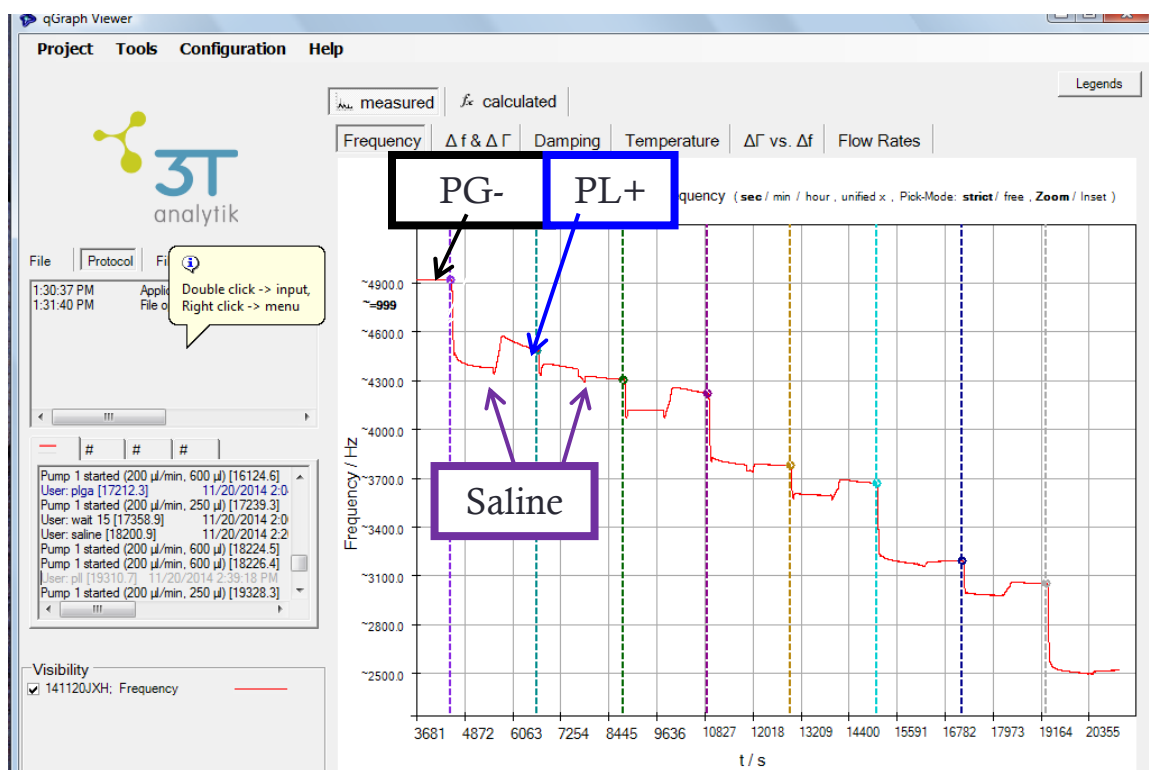 qGraph Viewer
Project Tools Configuration Help
Legends
measured fx calculated
Frequency Δ f & Δ Γ Damping Temperature ΔΓ vs. Δf Flow Rates
3T
analytik
PG-
PL+
quency ( sec / min / hour , unified x , Pick-Mode: strict / free , Zoom / Inset )
File Protocol Fi
Double click -> input,
Right click -> menu
1:30:37 PM Applic
1:31:40 PM File o
# # #
Pump 1 started (200 µl/min, 600 µl) [16124.6]
User: plga [17212.3] 11/20/2014 2:0
Pump 1 started (200 µl/min, 250 µl) [17239.3]
User: wait 15 [17358.9] 11/20/2014 2:0
User: saline [18200.9] 11/20/2014 2:2
Pump 1 started (200 µl/min, 600 µl) [18224.5]
Pump 1 started (200 µl/min, 600 µl) [18226.4]
User: pll [19310.7] 11/20/2014 2:39:18 PM
Pump 1 started (200 µl/min, 250 µl) [19328.3]
Visibility
141120JXH; Frequency
Frequency / Hz
~4900.0
~=999
~4600.0
~4300.0
~4000.0
~3700.0
~3400.0
~3100.0
~2800.0
~2500.0
Saline
3681 4872 6063 7254 8445 9636 10827 12018 13209 14400 15591 16782 17973 19164 20355
t / s